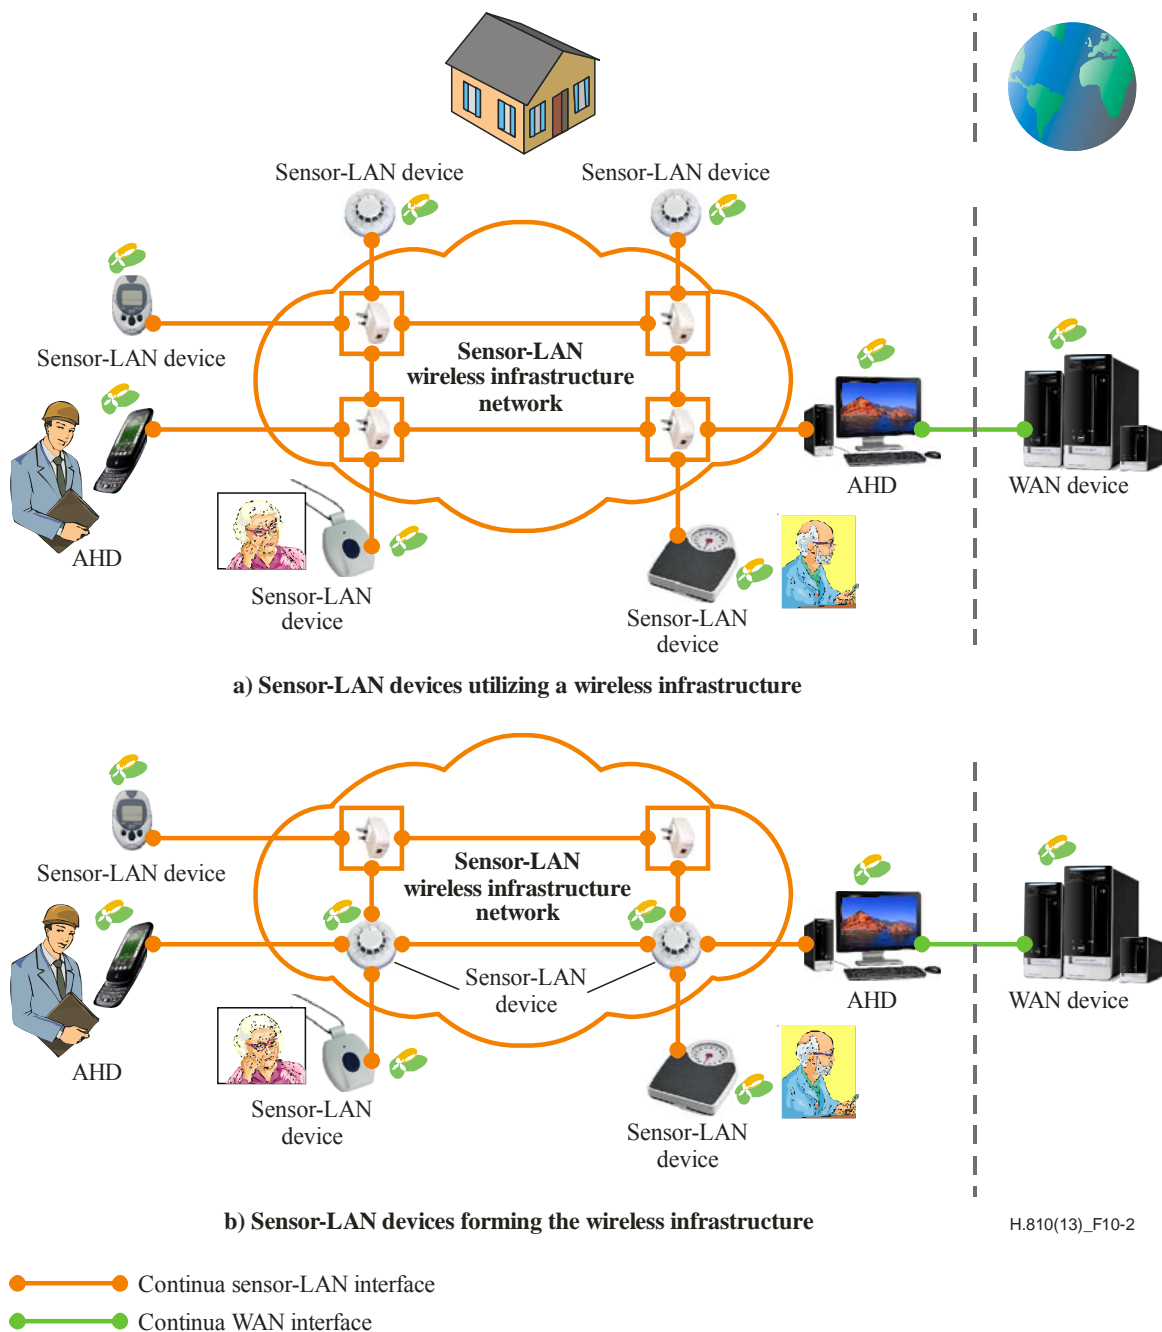 Sensor-LAN device
Sensor-LAN device
Sensor-LAN device
Sensor-LAN
wireless infrastructure
network
AHD
WAN device
AHD
Sensor-LAN
device
Sensor-LAN
device
a) Sensor-LAN devices utilizing a wireless infrastructure
Sensor-LAN device
Sensor-LAN
wireless infrastructure
network
Sensor-LAN
device
AHD
WAN device
AHD
Sensor-LAN
device
Sensor-LAN
device
b) Sensor-LAN devices forming the wireless infrastructure
H.810(13)_F10-2
Continua sensor-LAN interface
Continua WAN interface